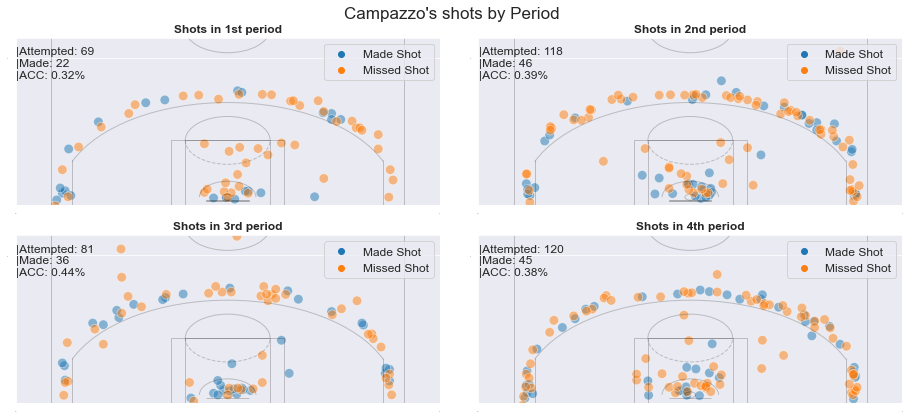 Campazzo's shots by Period
Shots in 1st period
|Attempted: 69
|Made: 22
|ACC: 0.32%
Made Shot
Missed Shot
Shots in 2nd period
|Attempted: 118
|Made: 46
|ACC: 0.39%
Made Shot
Missed Shot
Shots in 3rd period
|Attempted: 81
|Made: 36
|ACC: 0.44%
Made Shot
Missed Shot
Shots in 4th period
|Attempted: 120
|Made: 45
|ACC: 0.38%
Made Shot
Missed Shot